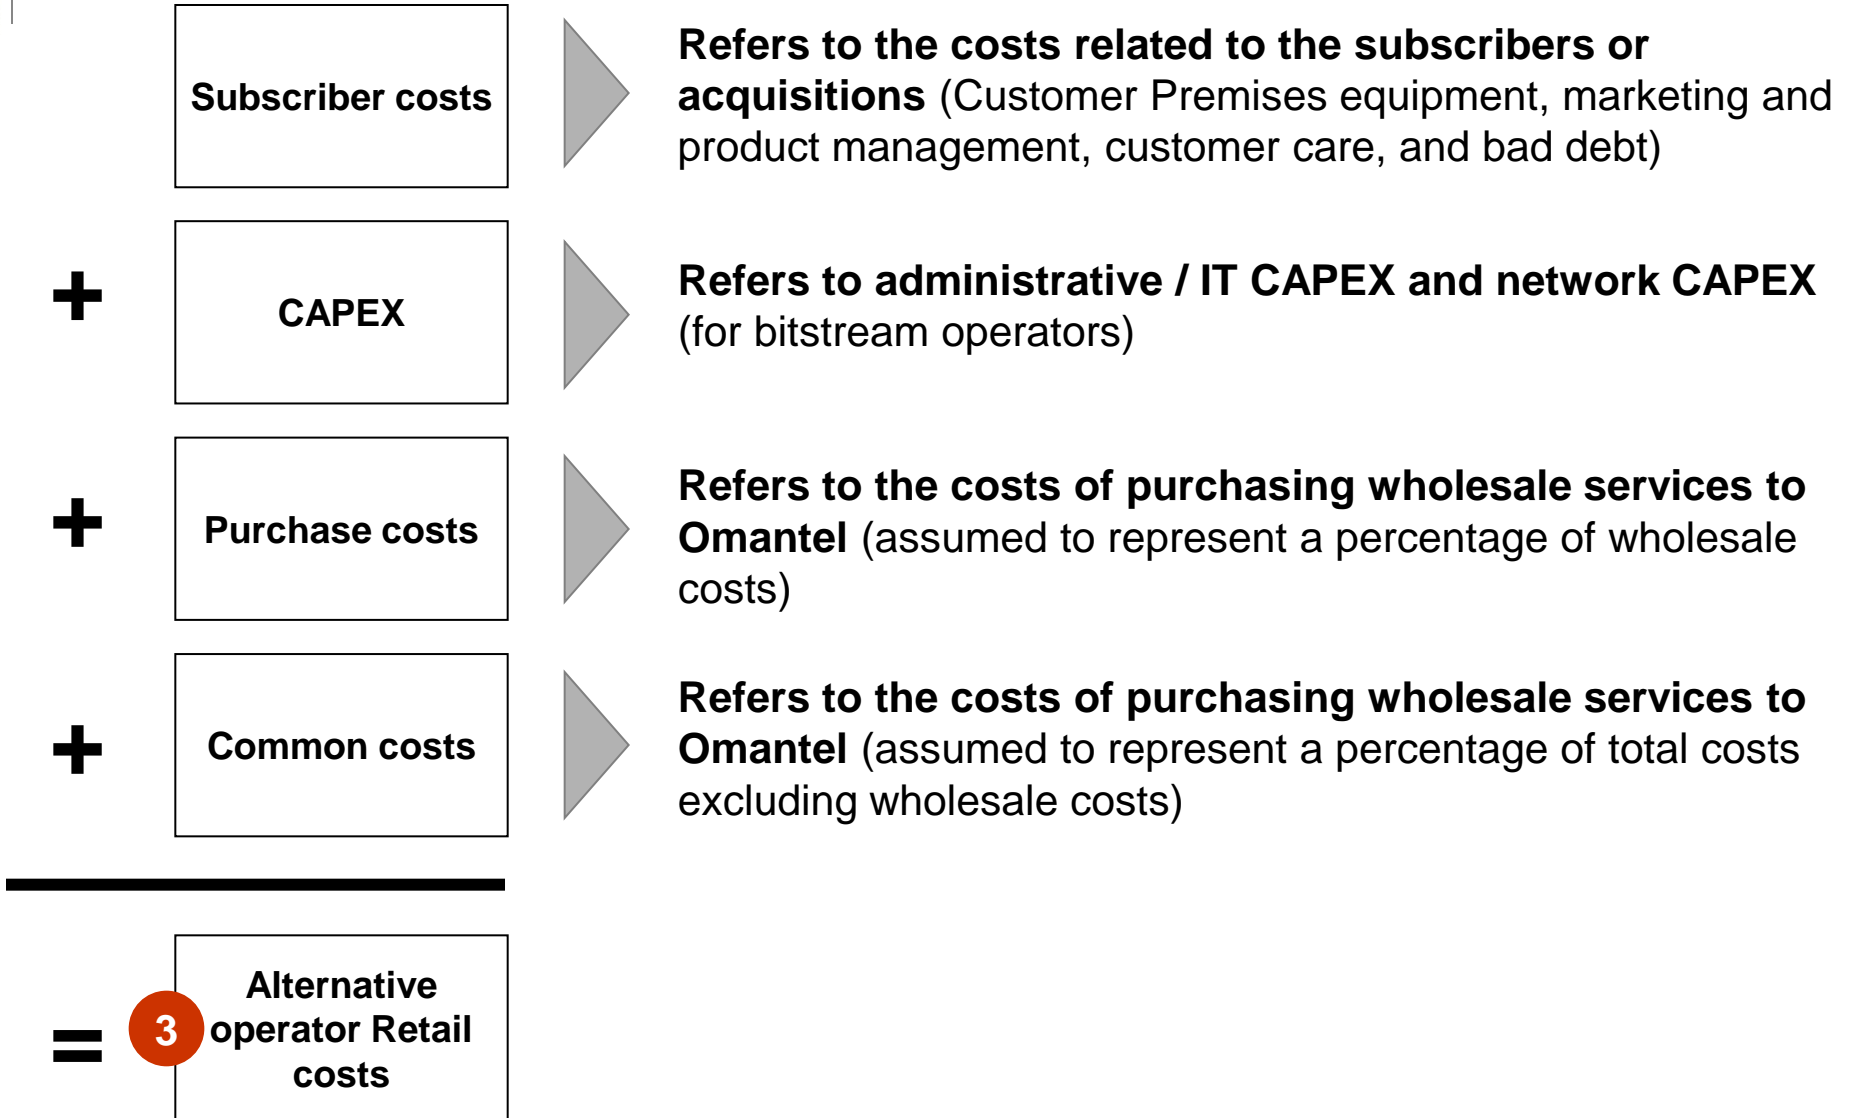 Subscriber costs
Refers to the costs related to the subscribers or
acquisitions (Customer Premises equipment, marketing and
product management, customer care, and bad debt)
+
CAPEX
Refers to administrative / IT CAPEX and network CAPEX
(for bitstream operators)
+
Purchase costs
Refers to the costs of purchasing wholesale services to
Omantel (assumed to represent a percentage of wholesale
costs)
+
Common costs
Refers to the costs of purchasing wholesale services to
Omantel (assumed to represent a percentage of total costs
excluding wholesale costs)
=
3
Alternative
operator Retail
costs